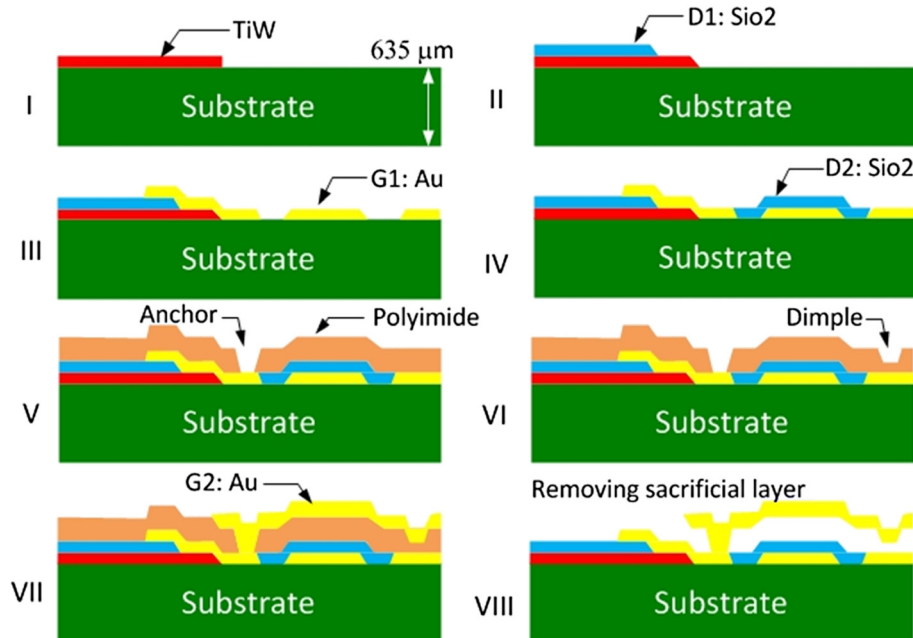 TiW
635 μm
Substrate
I
D1: Sio2
Substrate
II
G1: Au
Substrate
III
D2: Sio2
Substrate
IV
Anchor
Polyimide
Substrate
V
Dimple
Substrate
VI
G2: Au
Substrate
VII
Removing sacrificial layer
Substrate
VIII